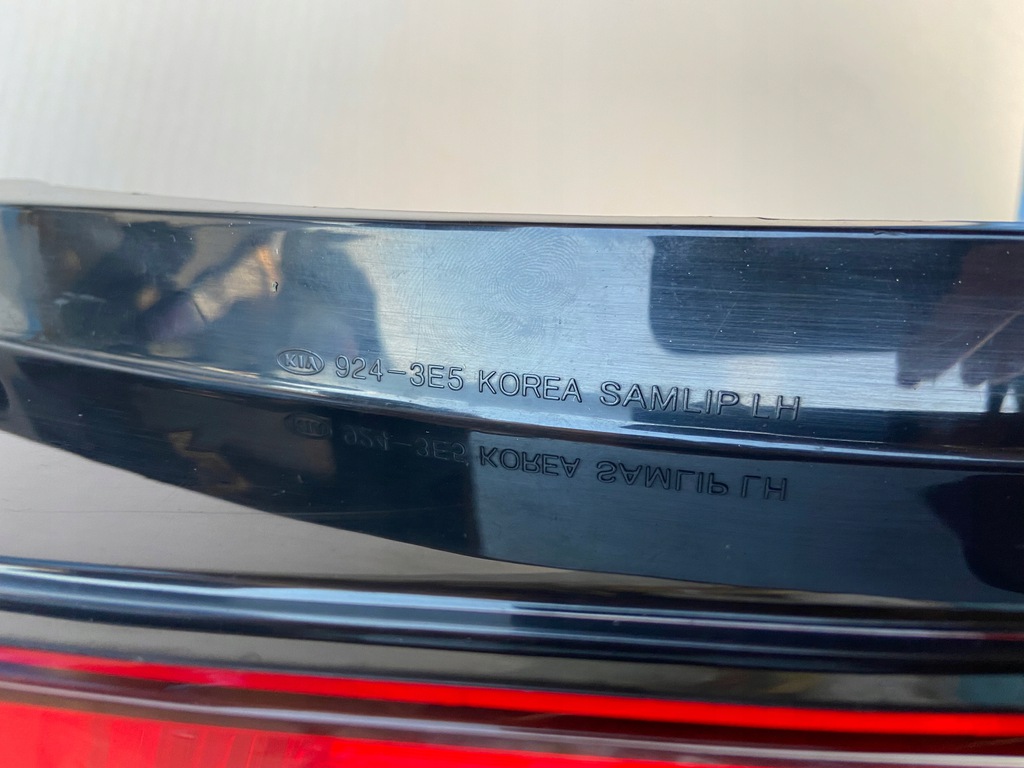 KIA 924-3E5 KOREA SAMLIP LH